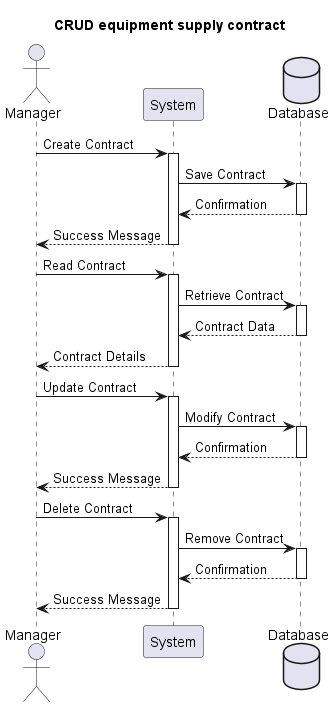 CRUD equipment supply contract
Manager
System
Database
Create Contract
Save Contract
Confirmation
Success Message
Read Contract
Retrieve Contract
Contract Data
Contract Details
Update Contract
Modify Contract
Confirmation
Success Message
Delete Contract
Remove Contract
Confirmation
Success Message
Manager
System
Database